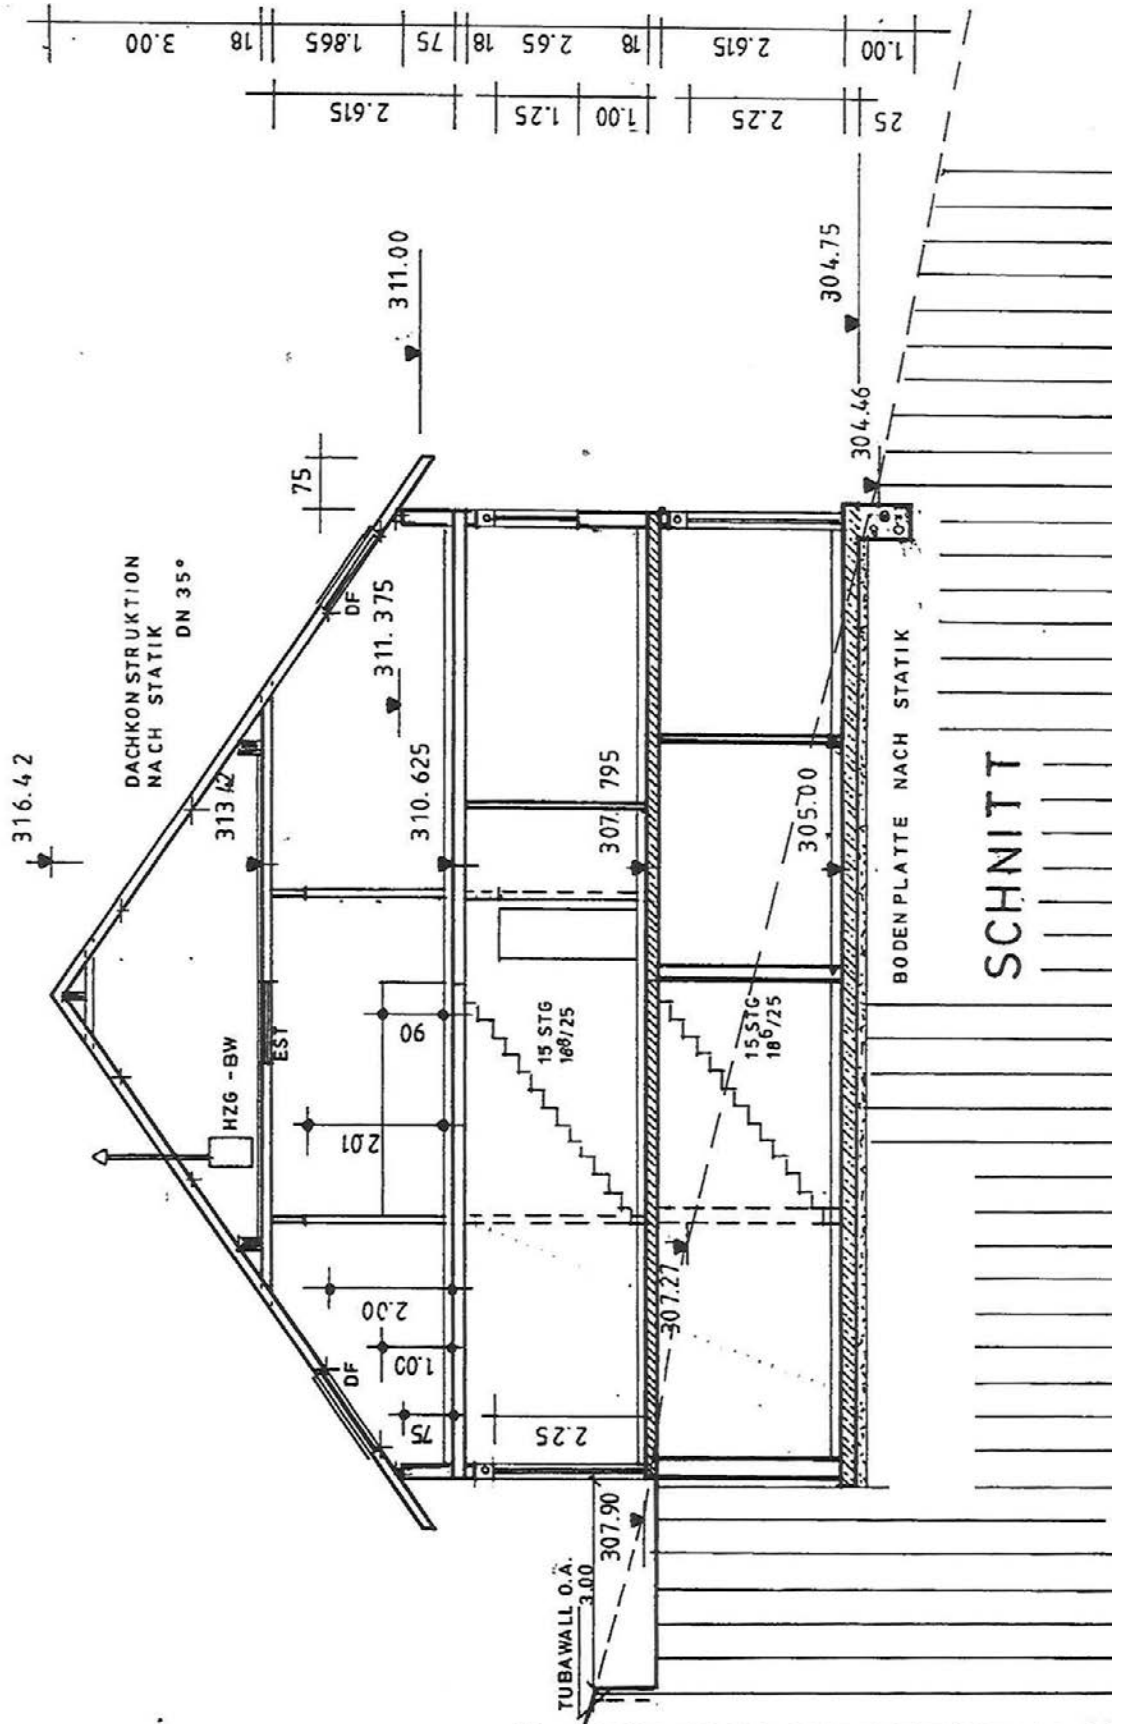 3.00
18
1.865
75
18
2.65
18
2.615
1.00
2.615
1.25
1.00
2.25
25
316.42
DACHKONSTRUKTION
NACH STATIK
DN 35°
75
311.00
304.75
304.46
DF
311.375
313.42
310.625
307.795
305.00
HZG - BW
EST
90
2.01
15 STG
18⁸/25
15 STG
18⁶/25
2.00
1.00
75
DF
2.25
307.27
307.90
TUBAWALL O.A.
3.00
BODENPLATTE NACH STATIK
SCHNITT